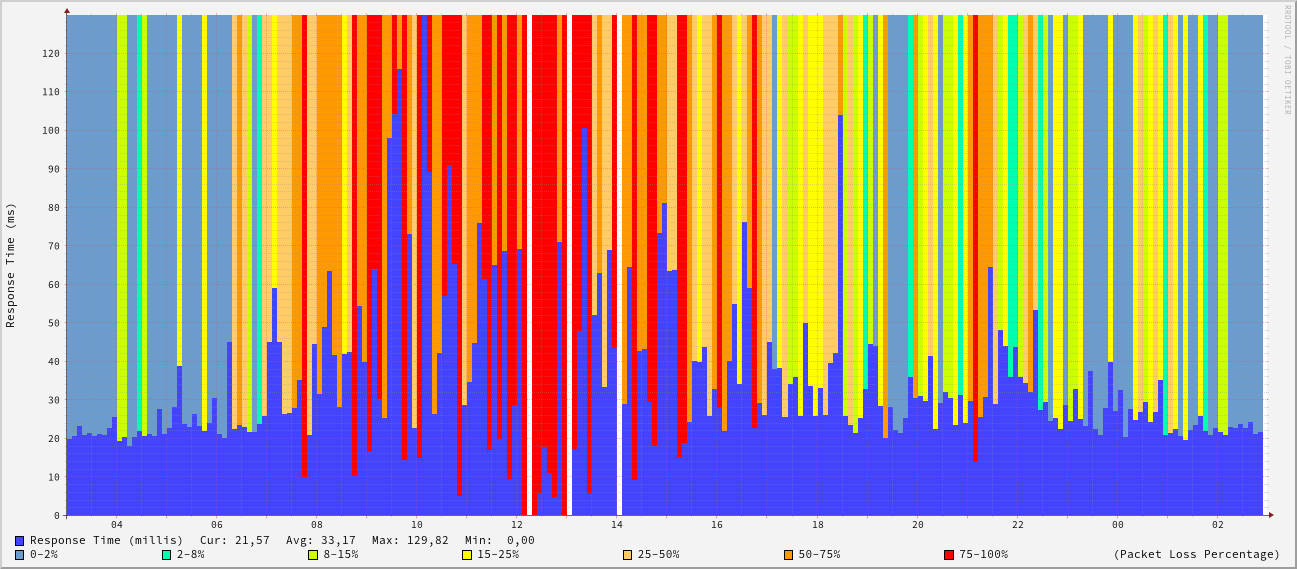 RRDTOOL / TOBI OETIKER
Response Time (ms)
120
110
100
90
80
70
60
50
40
30
20
10
0
04 06 08 10 12 14 16 18 20 22 00 02
Response Time (millis) Cur: 21,57 Avg: 33,17 Max: 129,82 Min: 0,00
0-2% 2-8% 8-15% 15-25% 25-50% 50-75% 75-100% (Packet Loss Percentage)